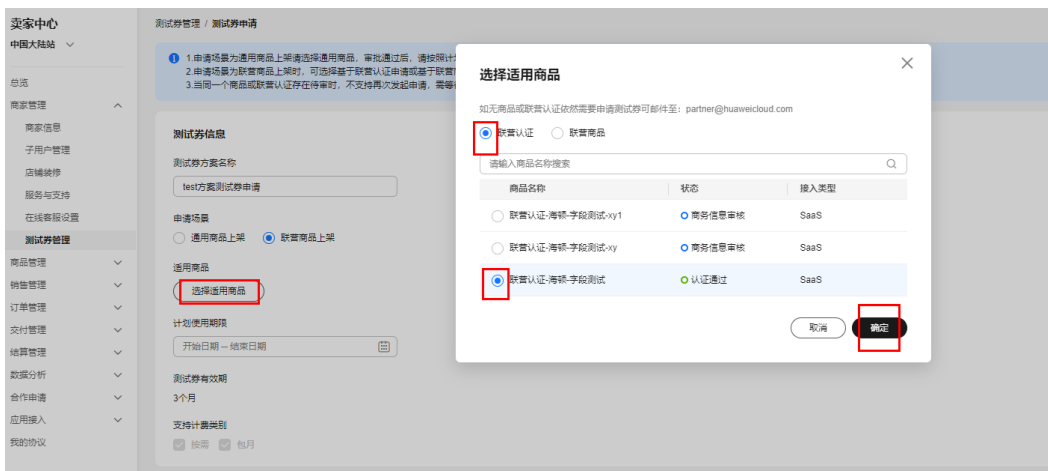 卖家中心
中国大陆站
总览
商家管理
商家信息
子用户管理
店铺装修
服务与支持
在线客服设置
测试券管理
商品管理
销售管理
订单管理
交付管理
结算管理
数据分析
合作申请
应用接入
我的协议
测试券管理 / 测试券申请
1.申请场景为通用商品上架请选择通用商品，审批通过后，请按照计
2.申请场景为联营商品上架时，可选择基于联营认证申请或基于联营
3.当同一个商品或联营认证存在待审时，不支持再次发起申请，需等
测试券信息
测试券方案名称
test方案测试券申请
申请场景
通用商品上架 联营商品上架
适用商品
选择适用商品
计划使用期限
开始日期 – 结束日期
测试券有效期
3个月
支持计费类别
按需 包月
选择适用商品
如无商品或联营认证依然需要申请测试券可邮件至：partner@huaweicloud.com
联营认证 联营商品
请输入商品名称搜索
商品名称 状态 接入类型
联营认证-海顿-字段测试-xy1 商务信息审核 SaaS
联营认证-海顿-字段测试-xy 商务信息审核 SaaS
联营认证-海顿-字段测试 认证通过 SaaS
取消 确定